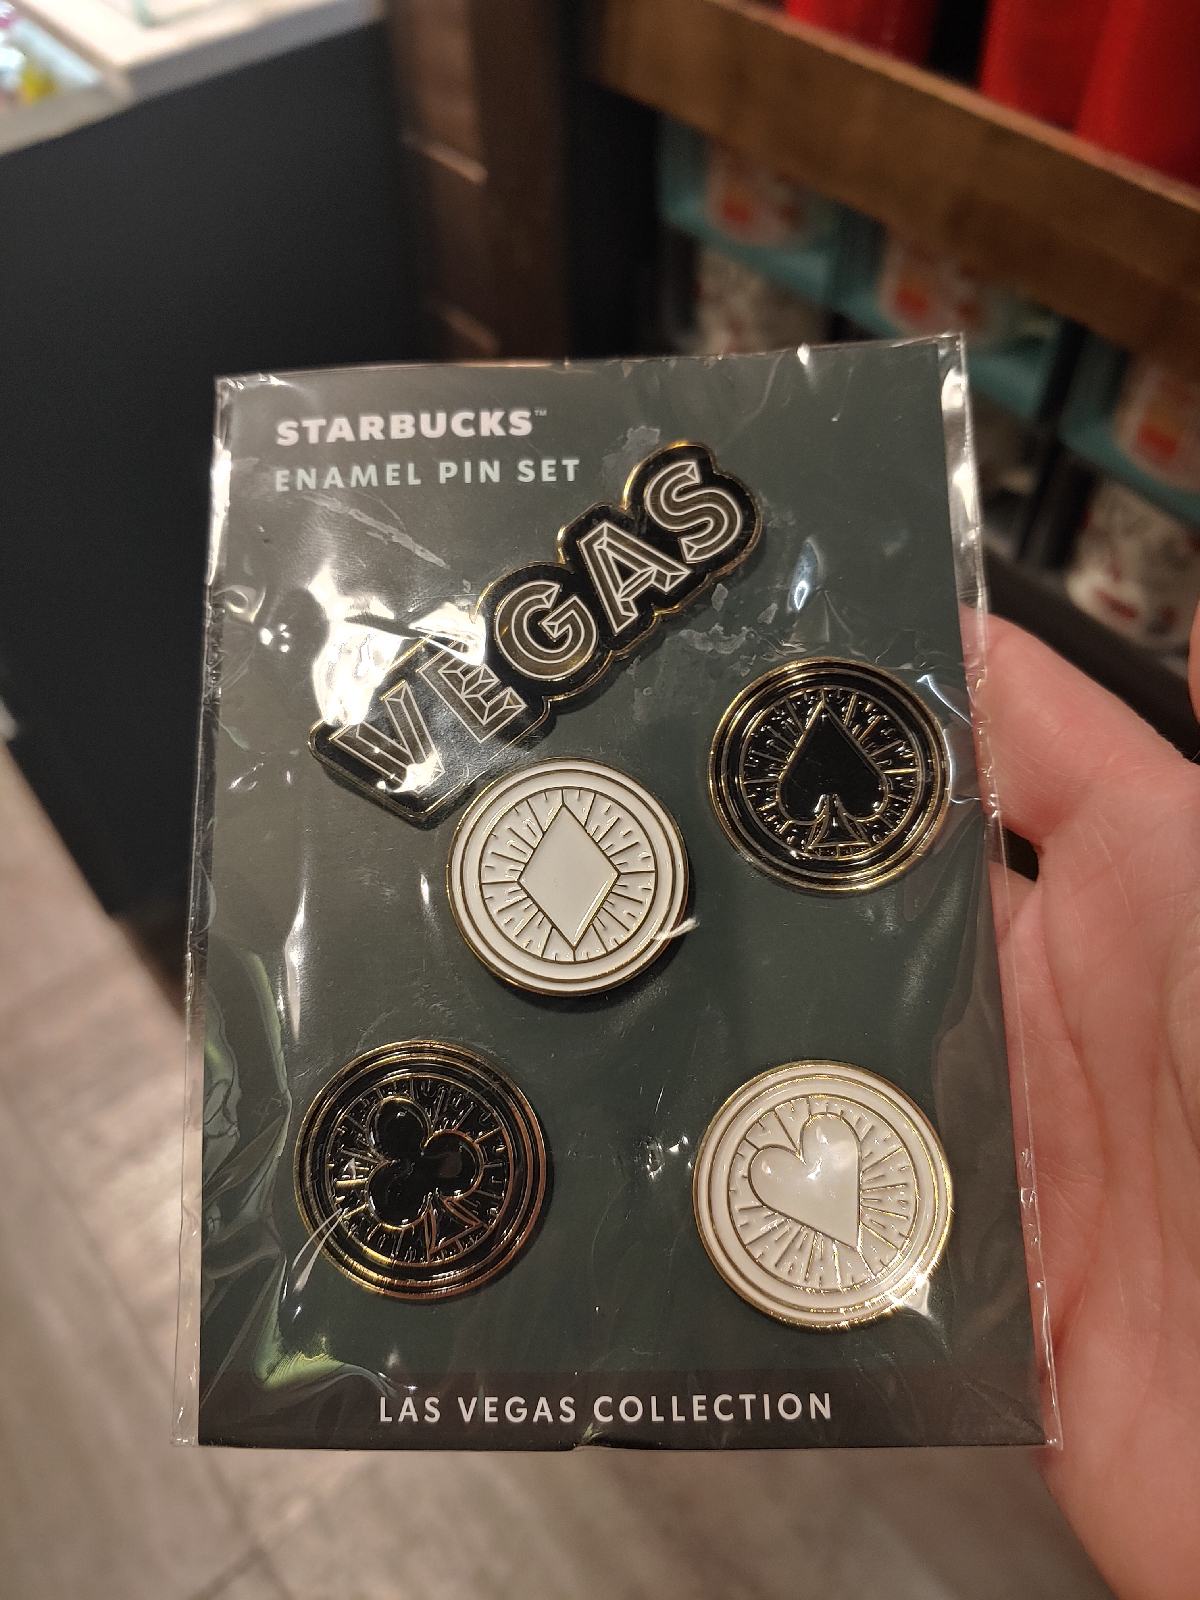 STARBUCKS™
ENAMEL PIN SET
VEGAS
LAS VEGAS COLLECTION